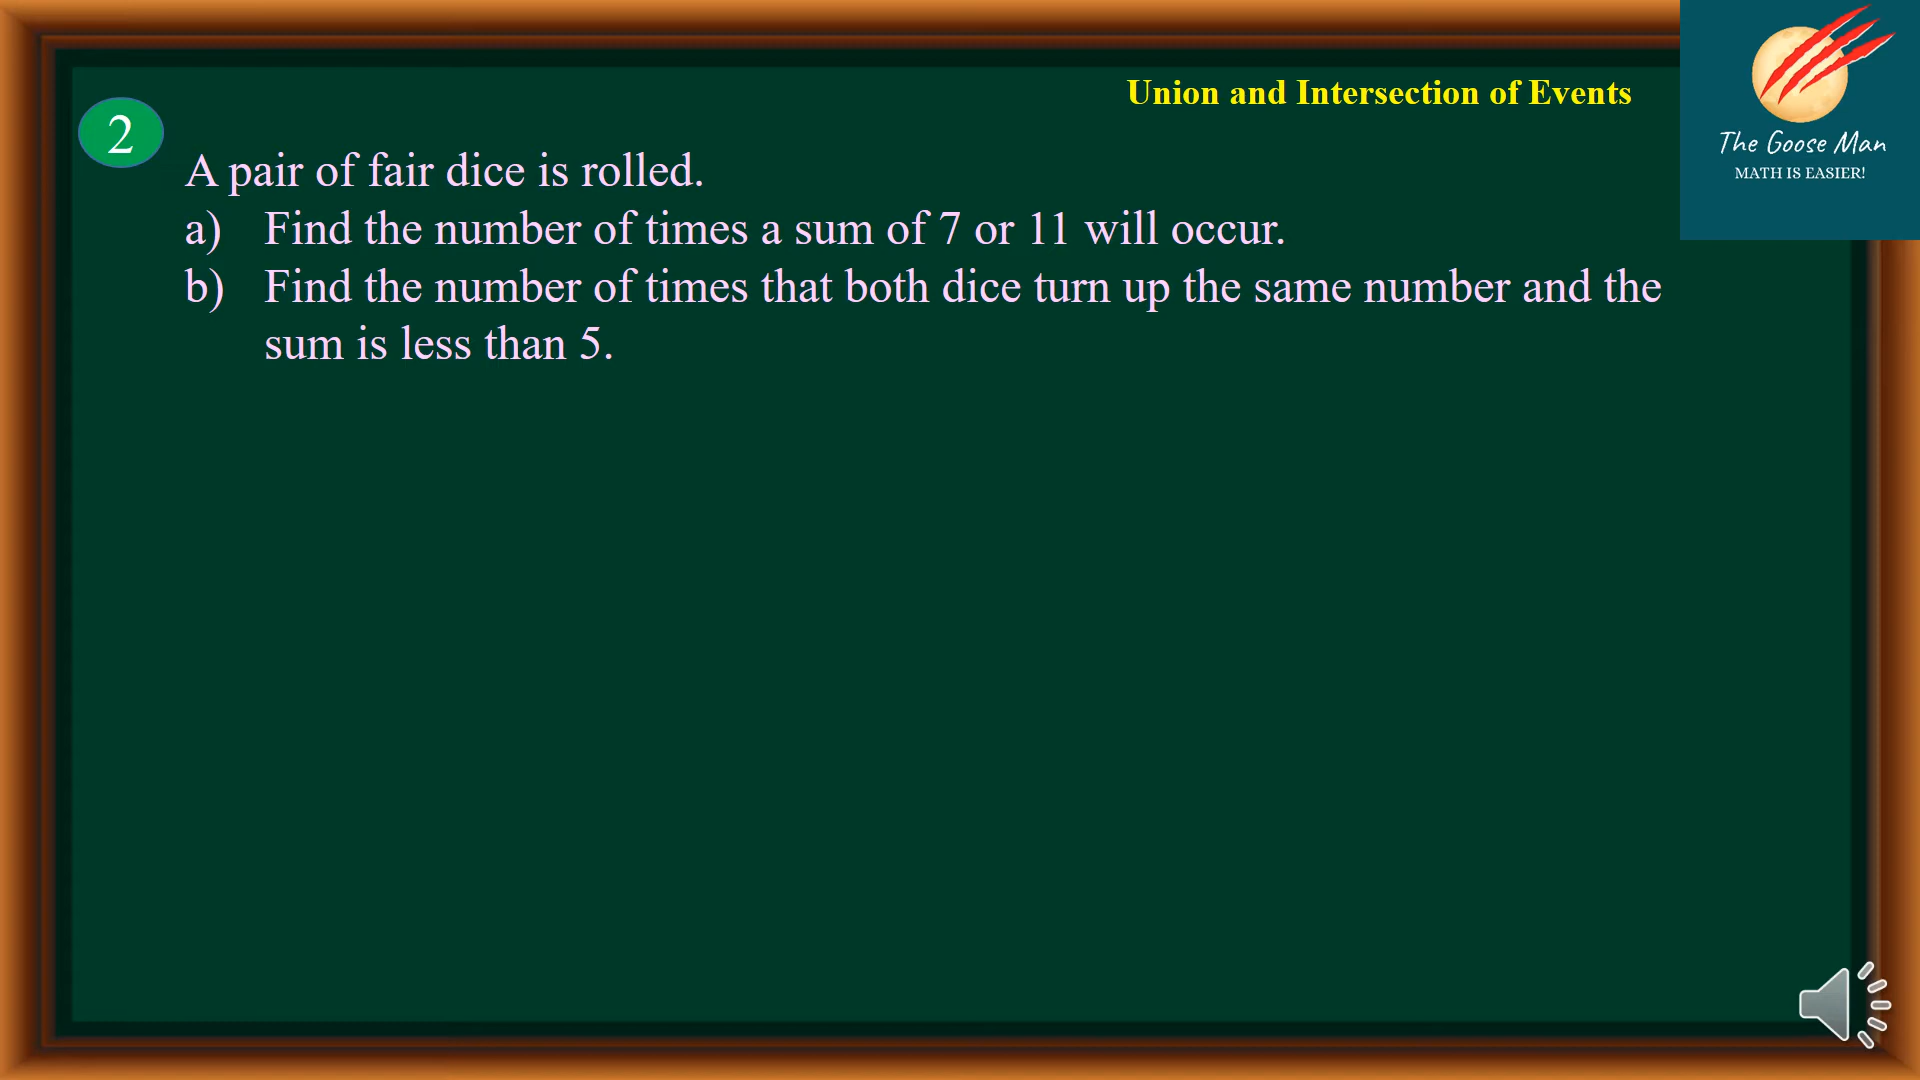 Union and Intersection of Events
The Goose Man
MATH IS EASIER!
2
A pair of fair dice is rolled.
a) Find the number of times a sum of 7 or 11 will occur.
b) Find the number of times that both dice turn up the same number and the
sum is less than 5.